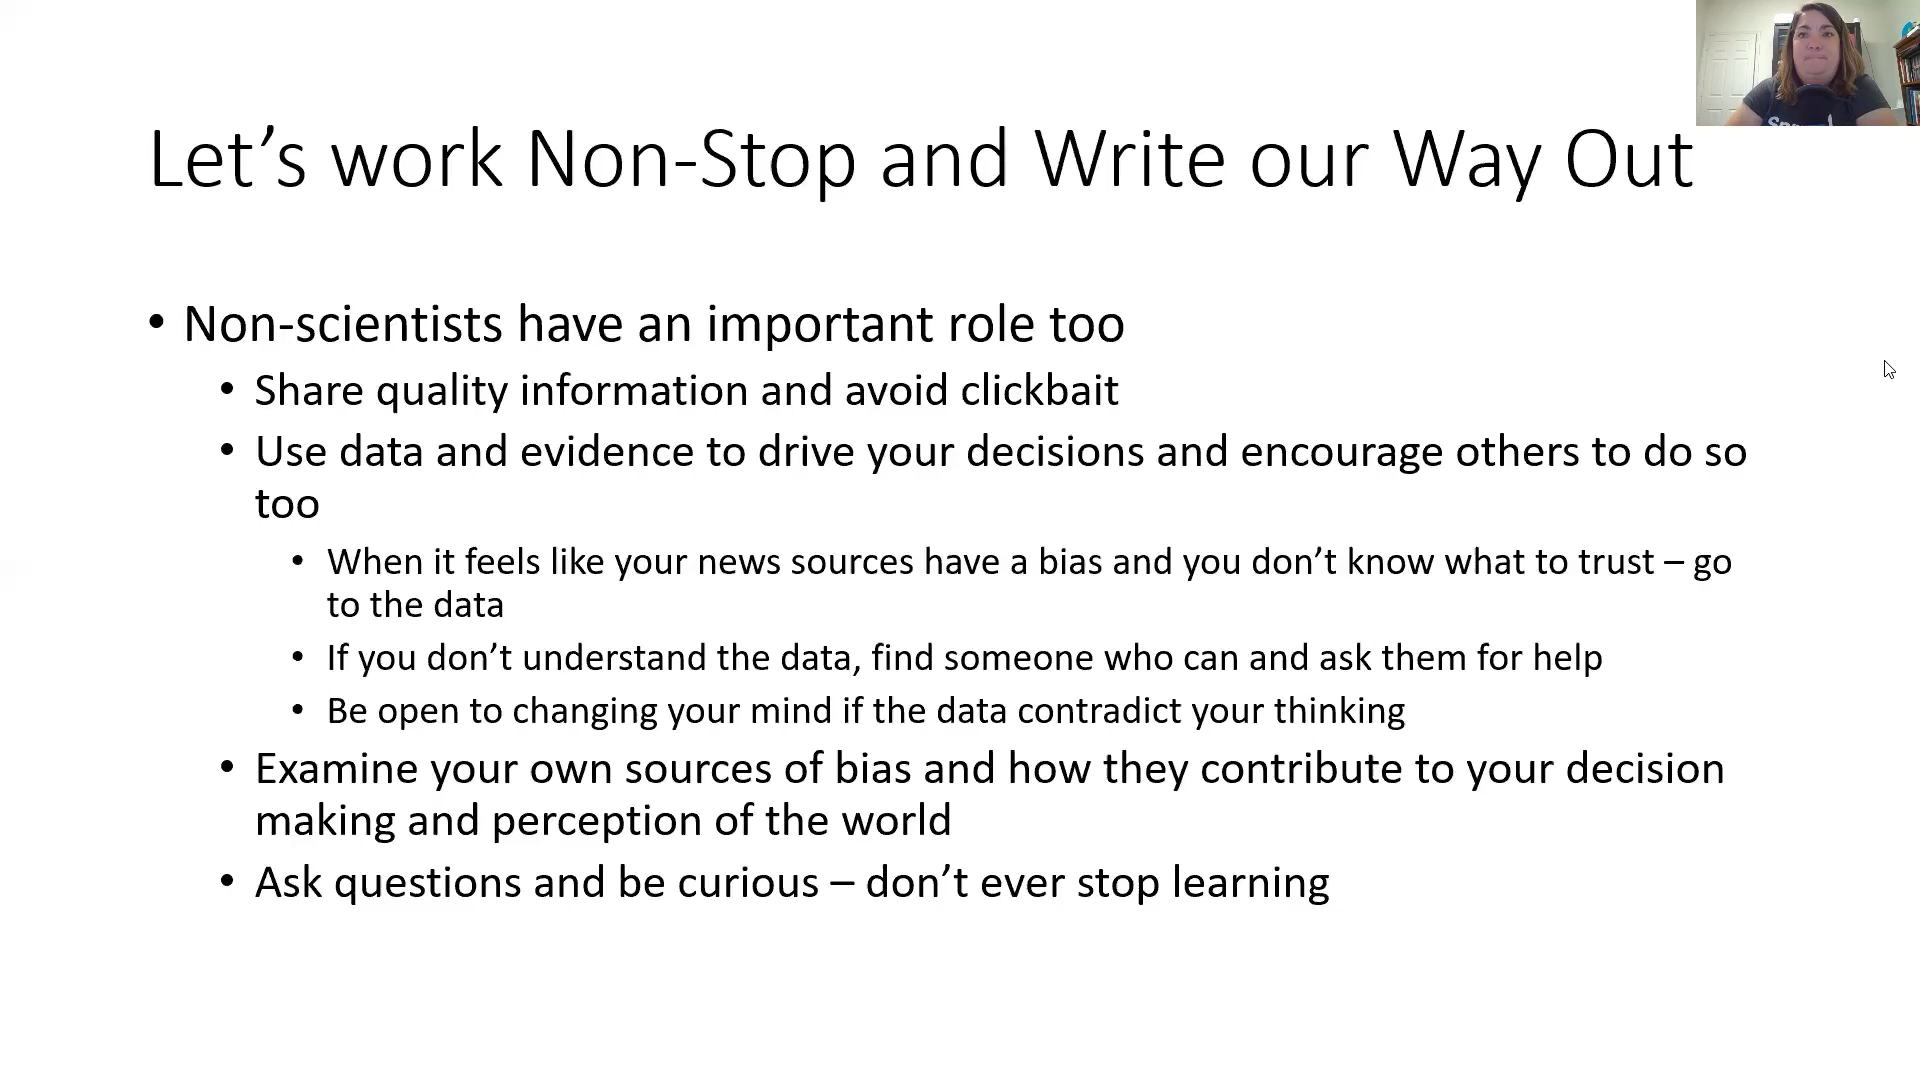 Let’s work Non-Stop and Write our Way Out
• Non-scientists have an important role too
• Share quality information and avoid clickbait
• Use data and evidence to drive your decisions and encourage others to do so
too
• When it feels like your news sources have a bias and you don’t know what to trust – go
to the data
• If you don’t understand the data, find someone who can and ask them for help
• Be open to changing your mind if the data contradict your thinking
• Examine your own sources of bias and how they contribute to your decision
making and perception of the world
• Ask questions and be curious – don’t ever stop learning